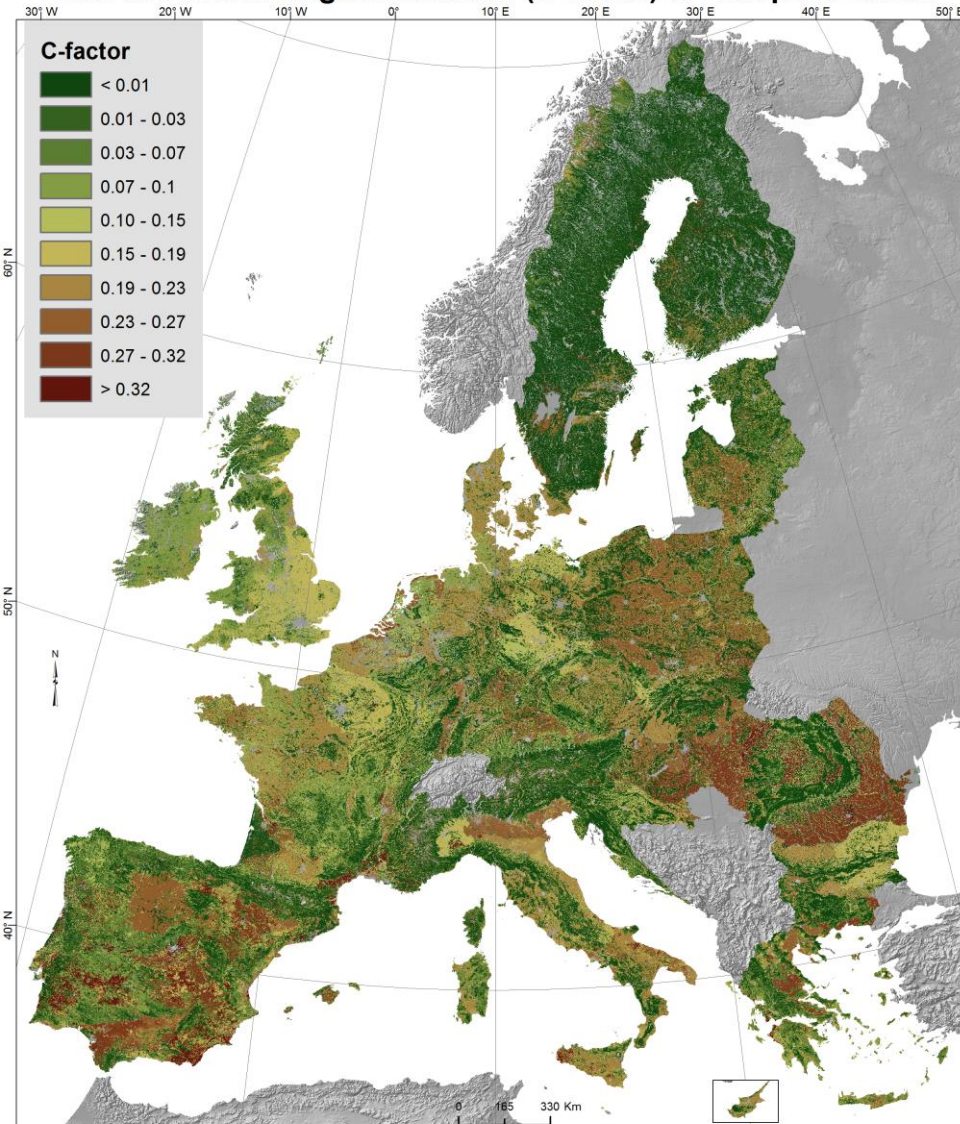 30° W 20° W 10° W 0° 10° E 20° E 30° E 40° E 50° E
C-factor
< 0.01
0.01 - 0.03
0.03 - 0.07
0.07 - 0.1
0.10 - 0.15
0.15 - 0.19
0.19 - 0.23
0.23 - 0.27
0.27 - 0.32
> 0.32
60° N
50° N
N
40° N
0 165 330 Km